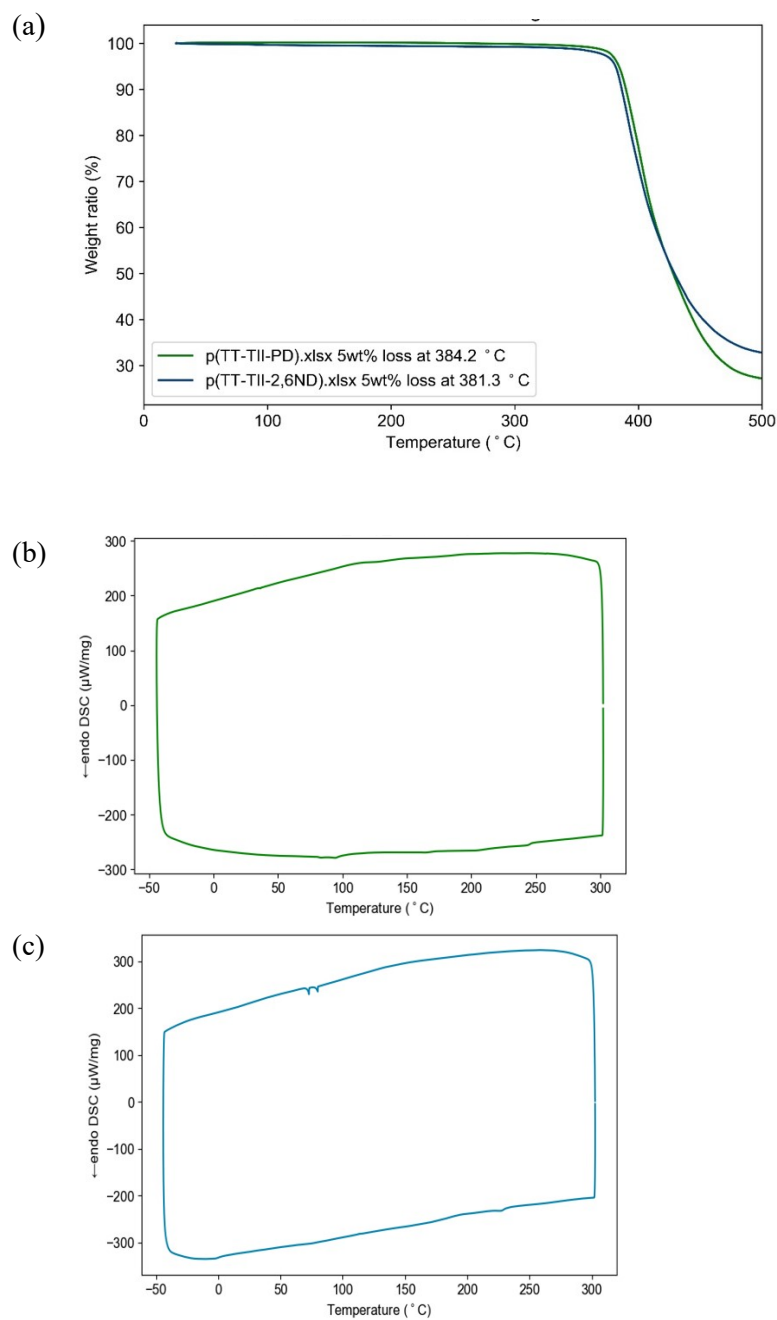 (a)
100
90
80
70
60
50
40
30
Weight ratio (%)
p(TT-TII-PD).xlsx 5wt% loss at 384.2 °C
p(TT-TII-2,6ND).xlsx 5wt% loss at 381.3 °C
0 100 200 300 400 500
Temperature (°C)
(b)
300
200
100
0
−100
−200
−300
←endo DSC (μW/mg)
−50 0 50 100 150 200 250 300
Temperature (°C)
(c)
300
200
100
0
−100
−200
−300
←endo DSC (μW/mg)
−50 0 50 100 150 200 250 300
Temperature (°C)